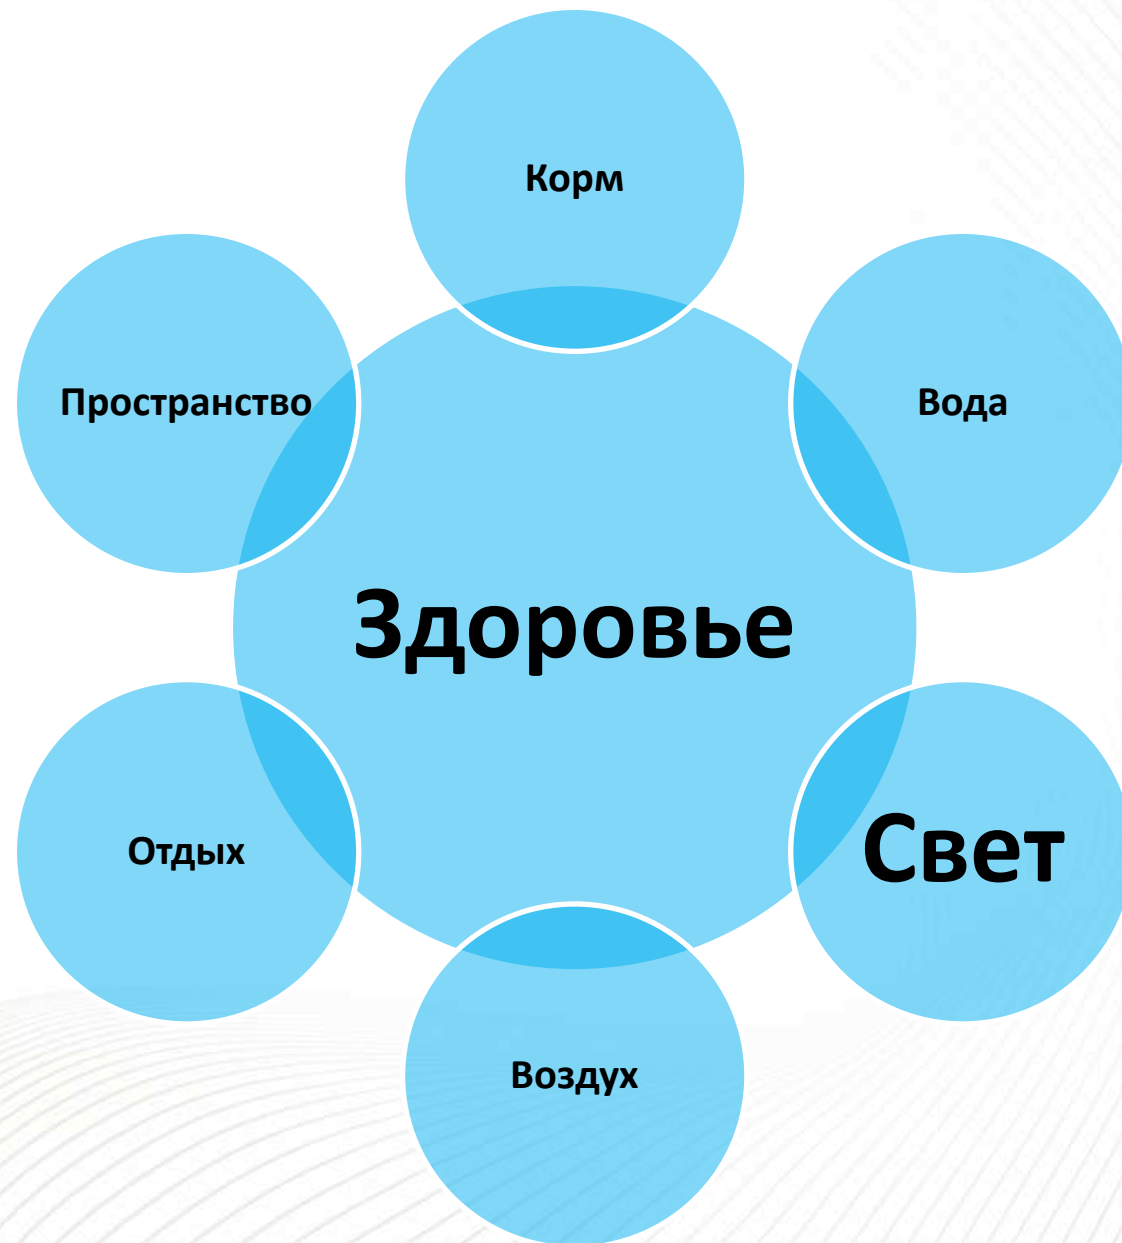 Корм
Пространство
Вода
Здоровье
Отдых
Свет
Воздух